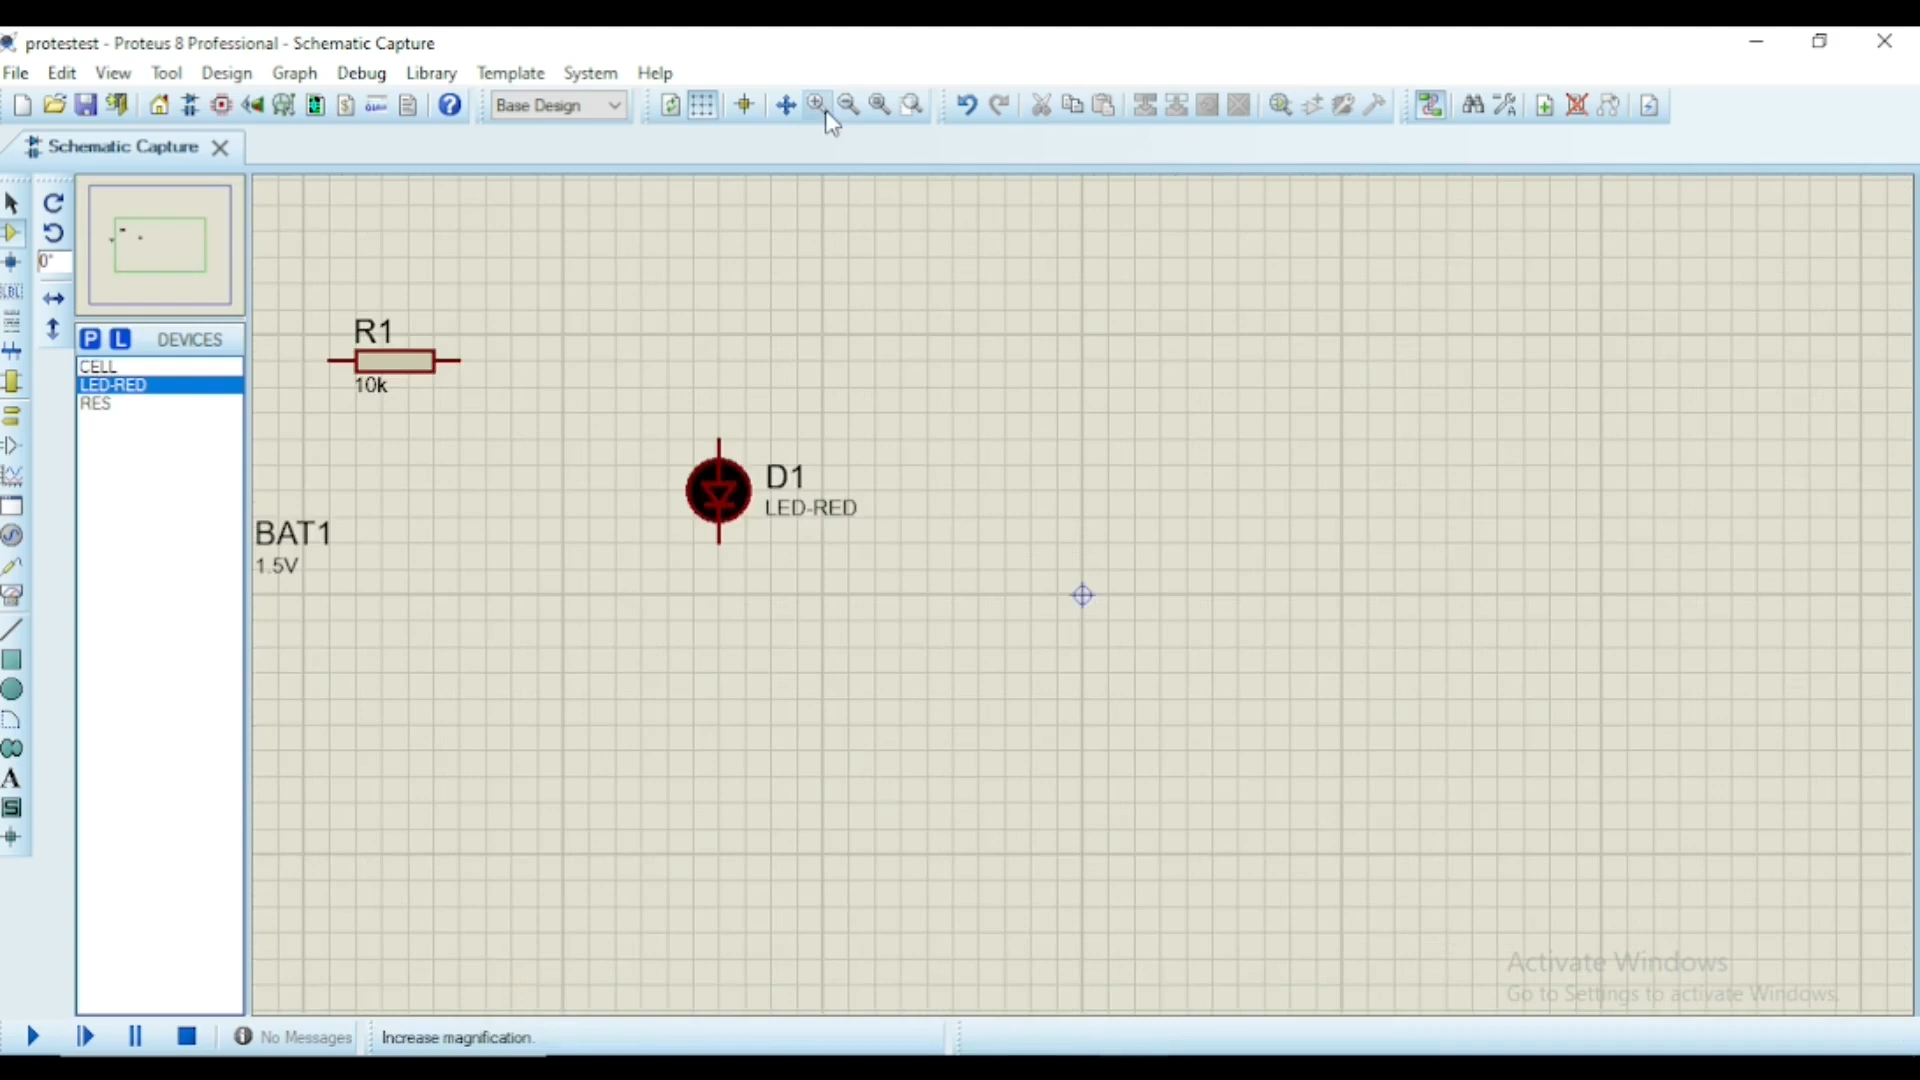 protestest - Proteus 8 Professional - Schematic Capture
File Edit View Tool Design Graph Debug Library Template System Help
Base Design
Schematic Capture
0°
P L DEVICES
CELL
LED-RED
RES
R1
10k
D1
LED-RED
BAT1
1.5V
LBL
A
S
Activate Windows
Go to Settings to activate Windows.
No Messages
Increase magnification.